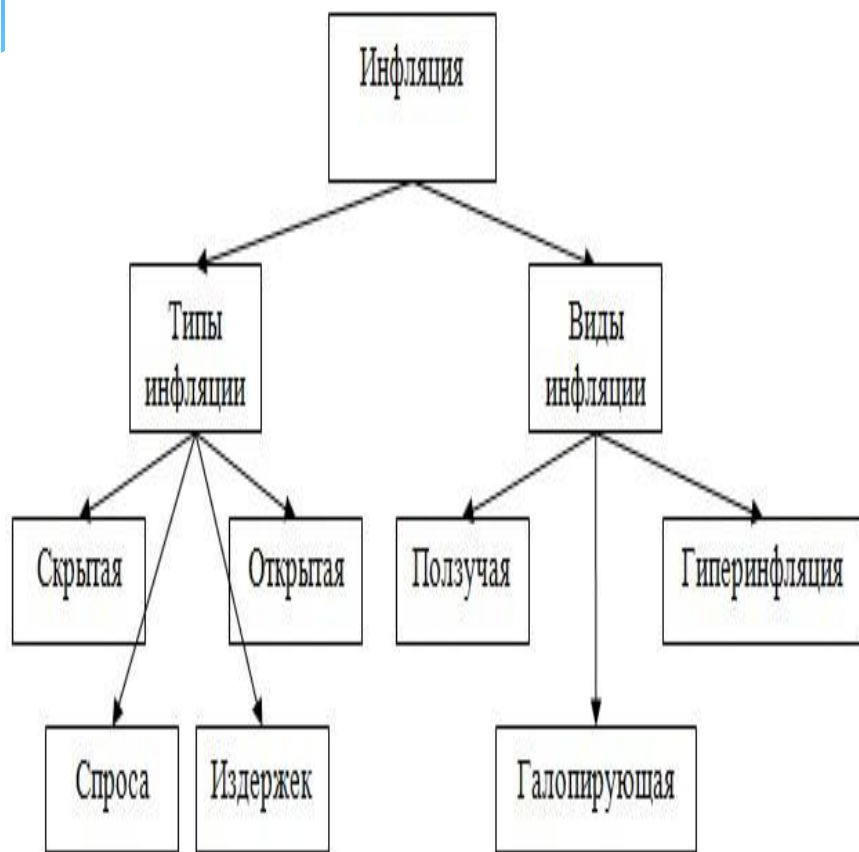 Инфляция
Типы
инфляции
Виды
инфляции
Скрытая
Открытая
Ползучая
Гиперинфляция
Спроса
Издержек
Галопирующая